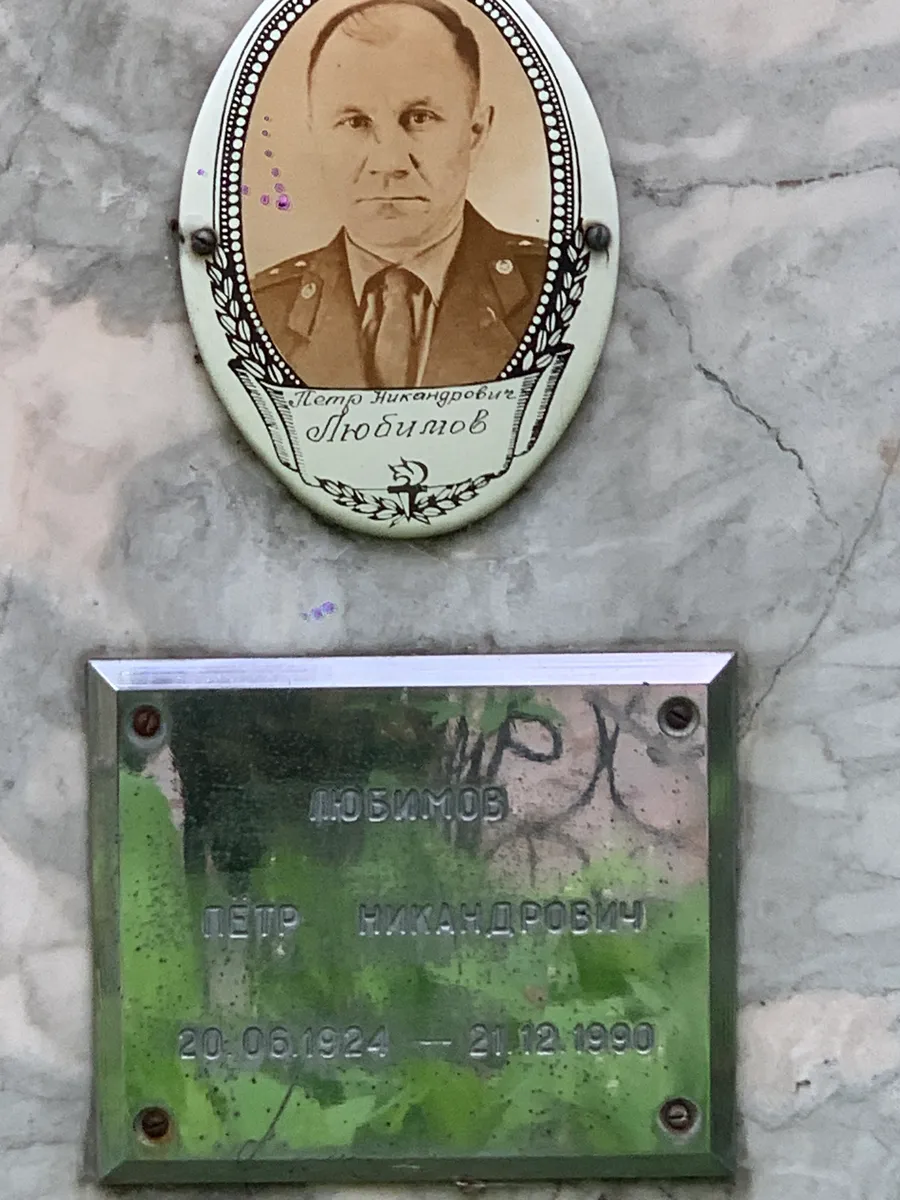 Петр Никандрович
Любимов
ЛЮБИМОВ
ПЁТР НИКАНДРОВИЧ
20.06.1924 — 21.12.1990